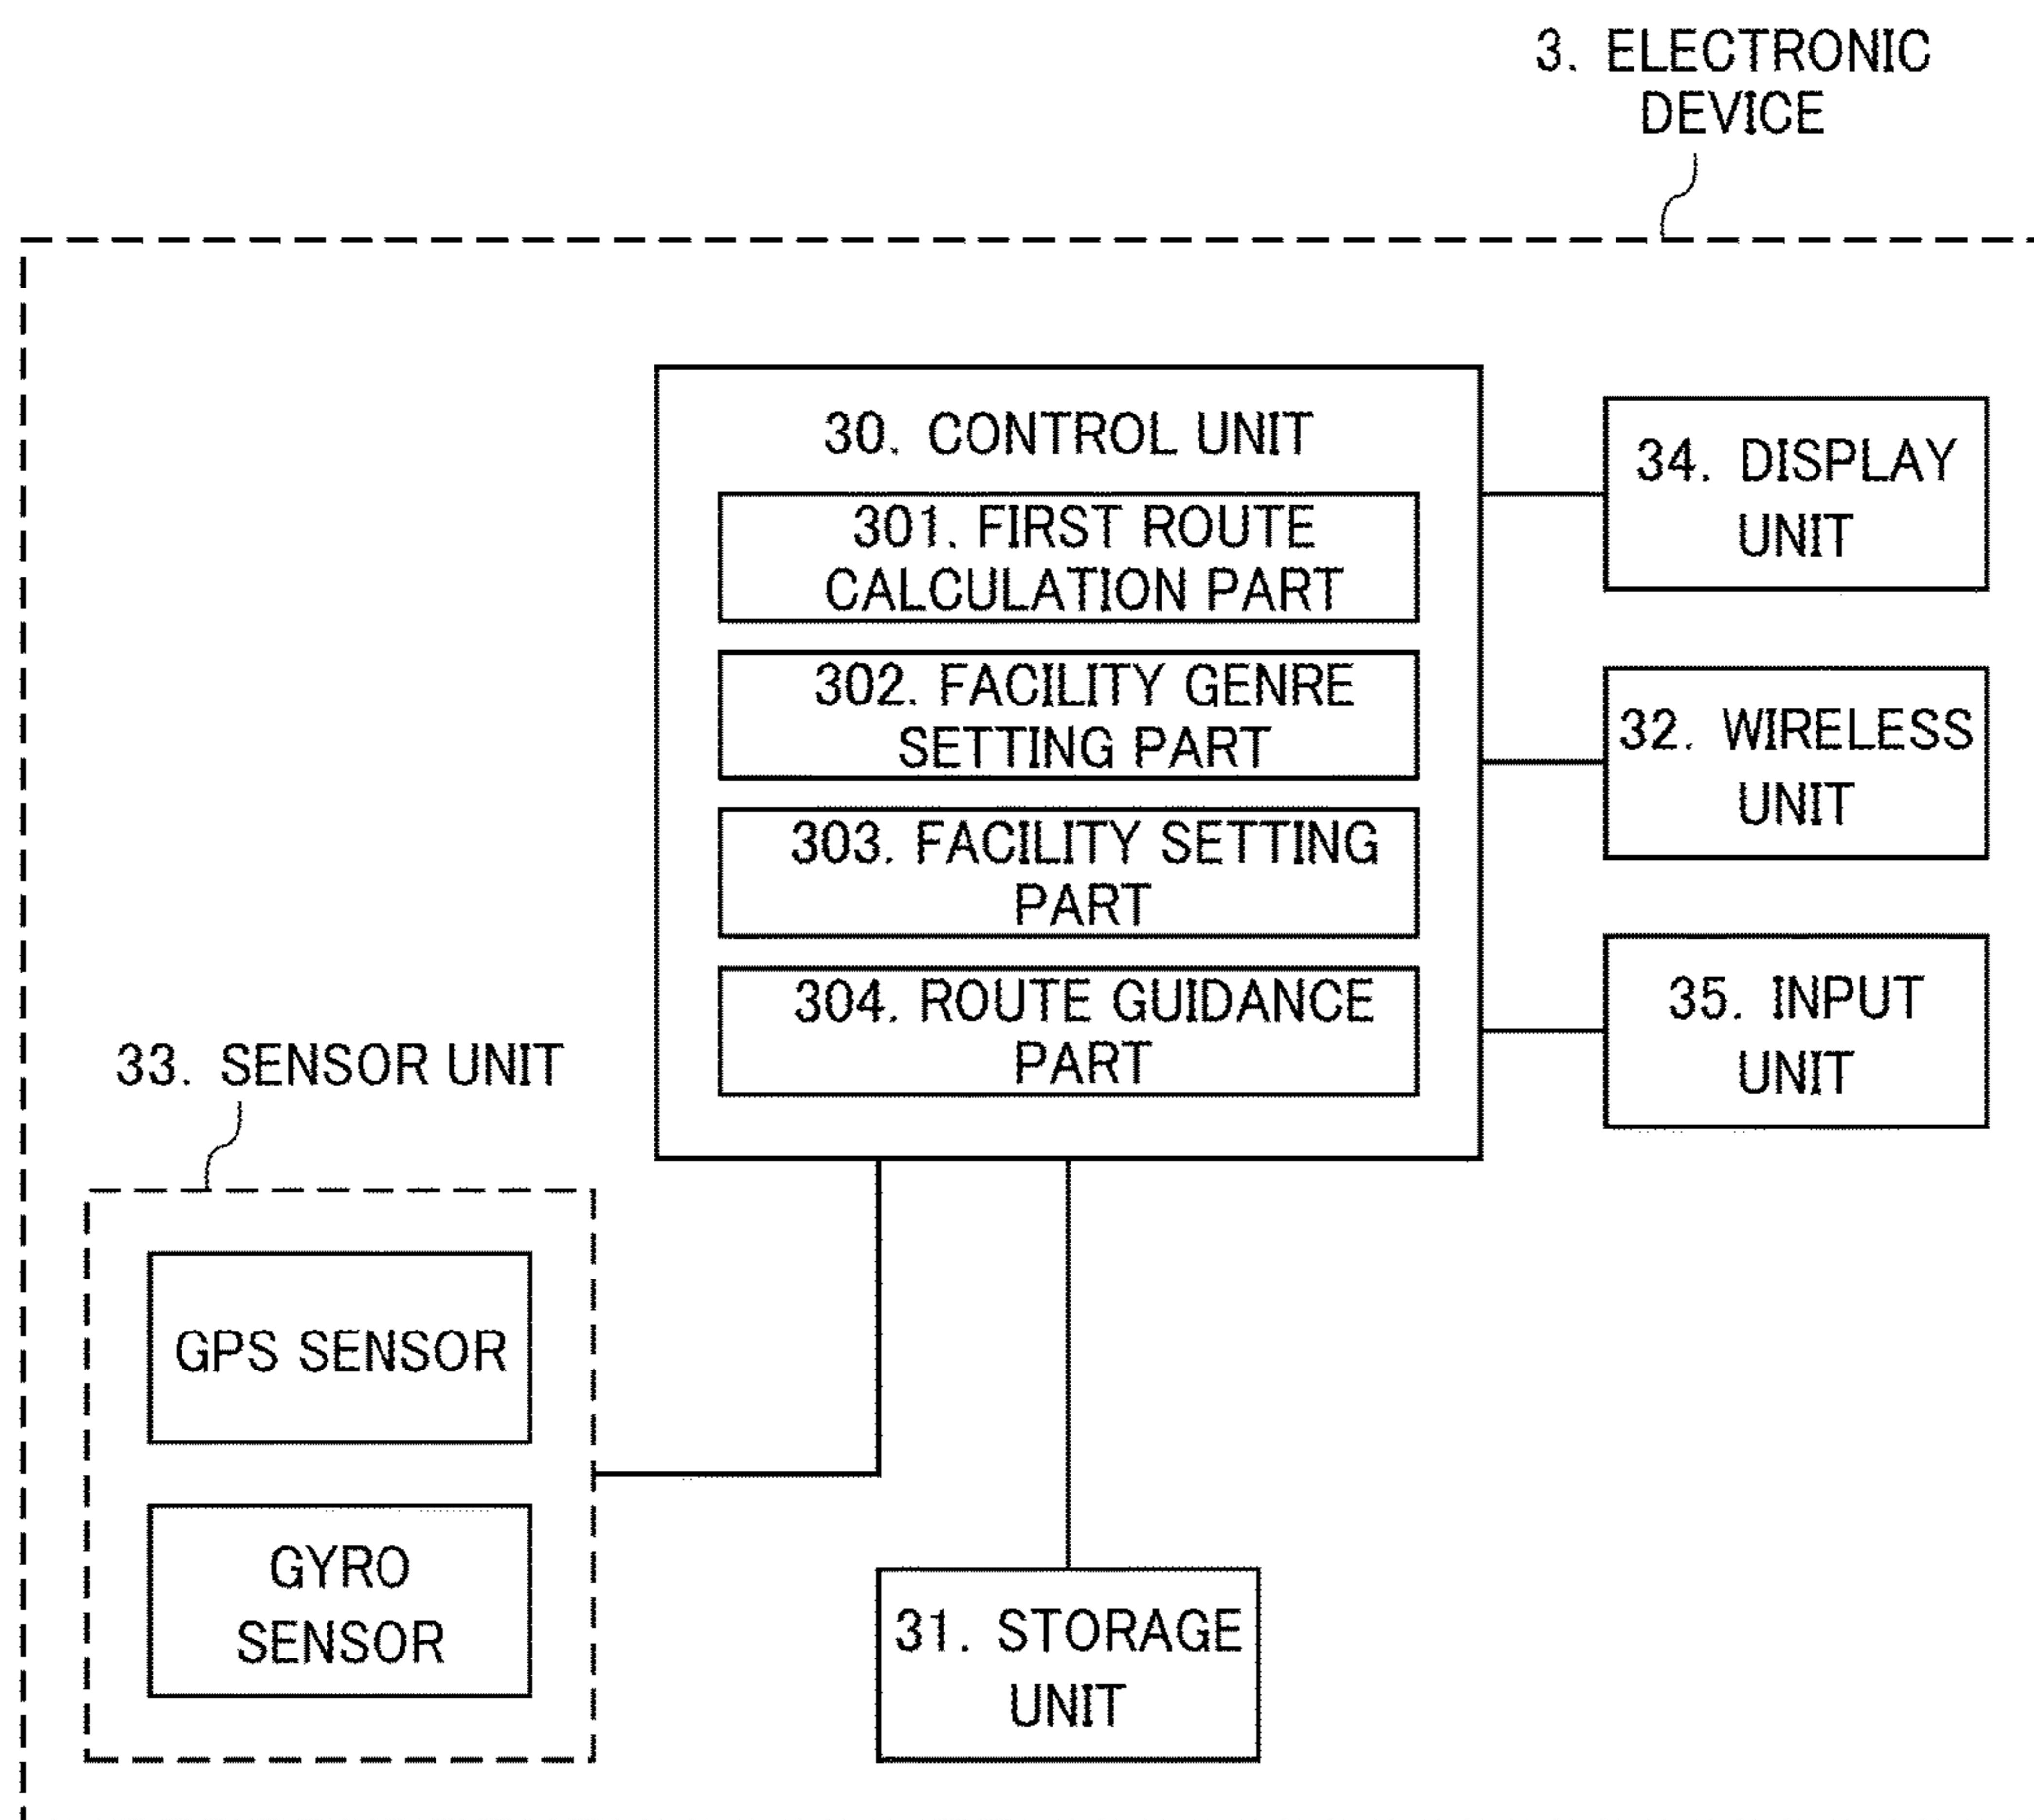 3. ELECTRONIC
DEVICE
30. CONTROL UNIT
301. FIRST ROUTE
CALCULATION PART
302. FACILITY GENRE
SETTING PART
303. FACILITY SETTING
PART
304. ROUTE GUIDANCE
PART
34. DISPLAY
UNIT
32. WIRELESS
UNIT
35. INPUT
UNIT
33. SENSOR UNIT
GPS SENSOR
GYRO
SENSOR
31. STORAGE
UNIT